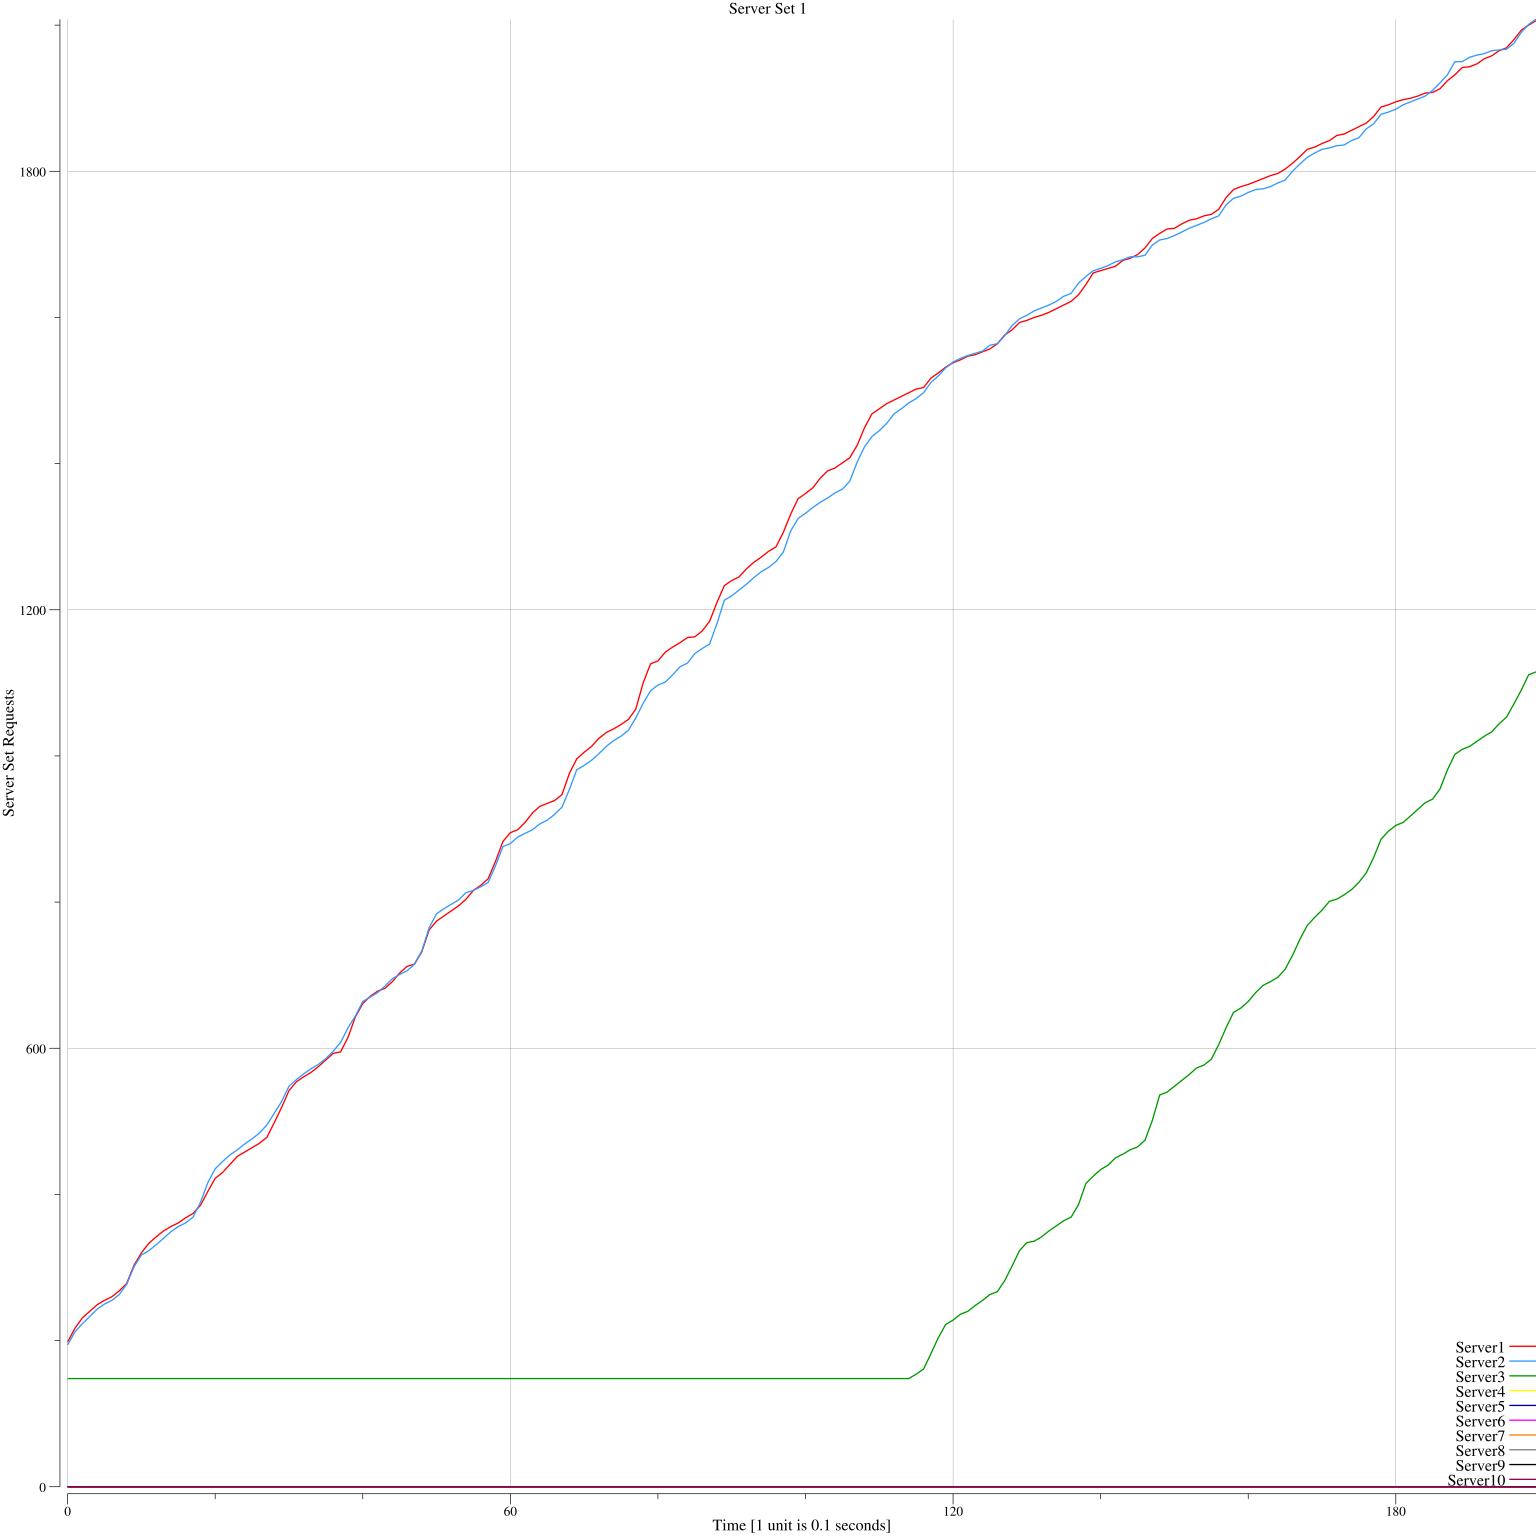 Server Set 1
1800
1200
600
0
Server Set Requests
0
60
120
180
Time [1 unit is 0.1 seconds]
Server1
Server2
Server3
Server4
Server5
Server6
Server7
Server8
Server9
Server10